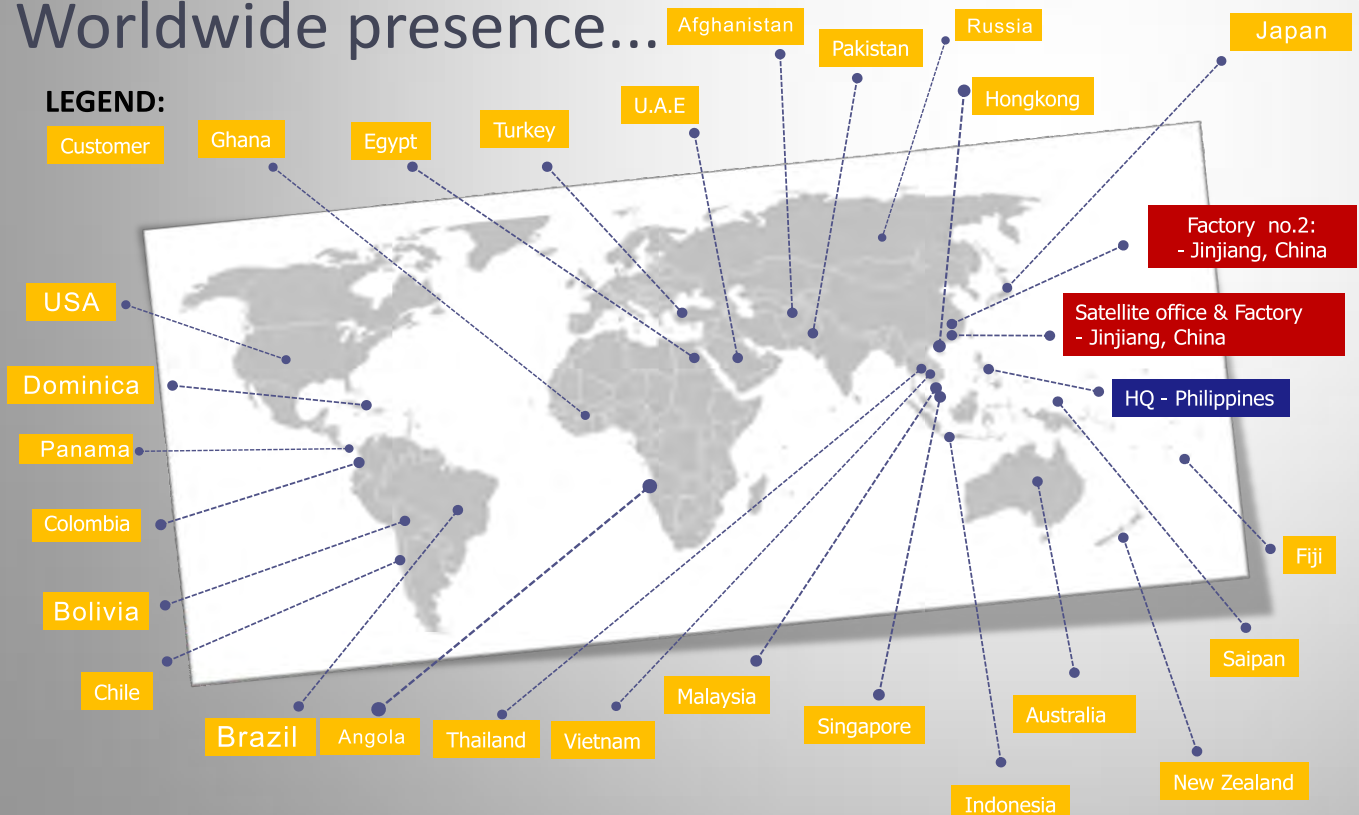 Worldwide presence...
Afghanistan
Pakistan
Russia
Japan
LEGEND:
Customer
Ghana
Egypt
Turkey
U.A.E
Hongkong
Factory no.2:
- Jinjiang, China
USA
Satellite office & Factory
- Jinjiang, China
Dominica
HQ - Philippines
Panama
Colombia
Fiji
Bolivia
Saipan
Chile
Malaysia
Singapore
Australia
Brazil
Angola
Thailand
Vietnam
New Zealand
Indonesia